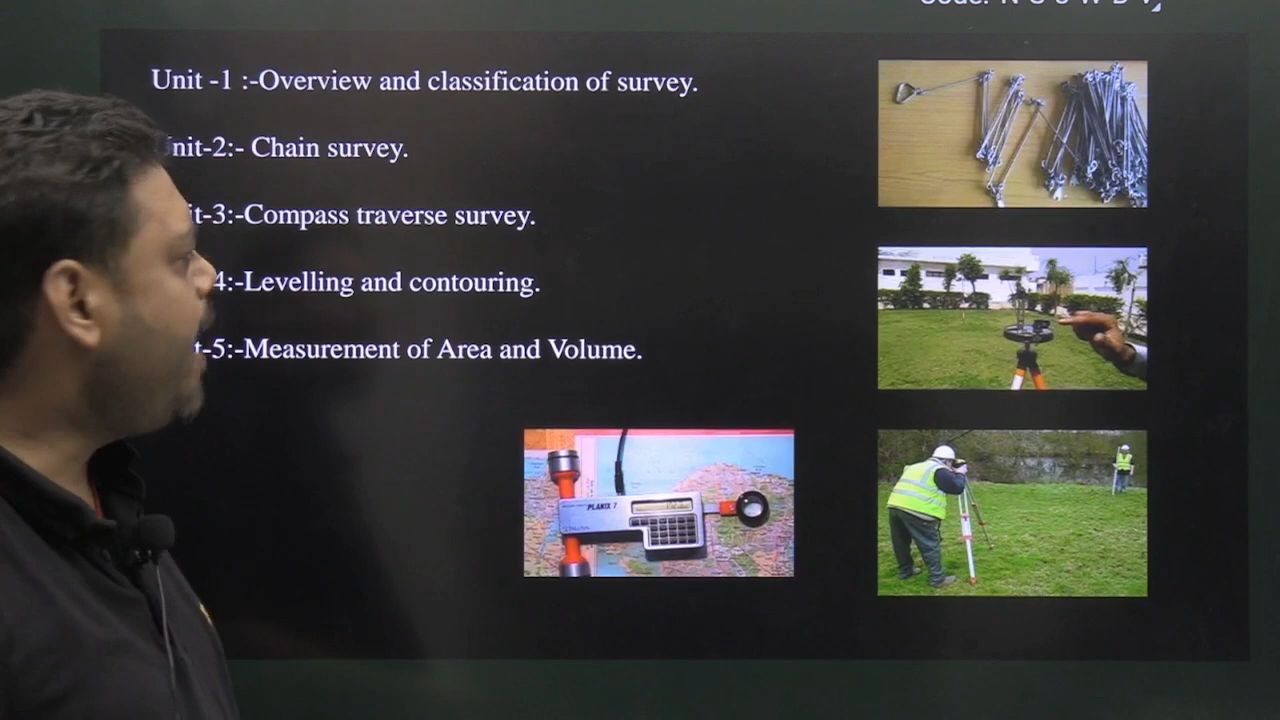 Unit -1 :-Overview and classification of survey.
nit-2:- Chain survey.
it-3:-Compass traverse survey.
4:-Levelling and contouring.
t-5:-Measurement of Area and Volume.
PLANIX 7